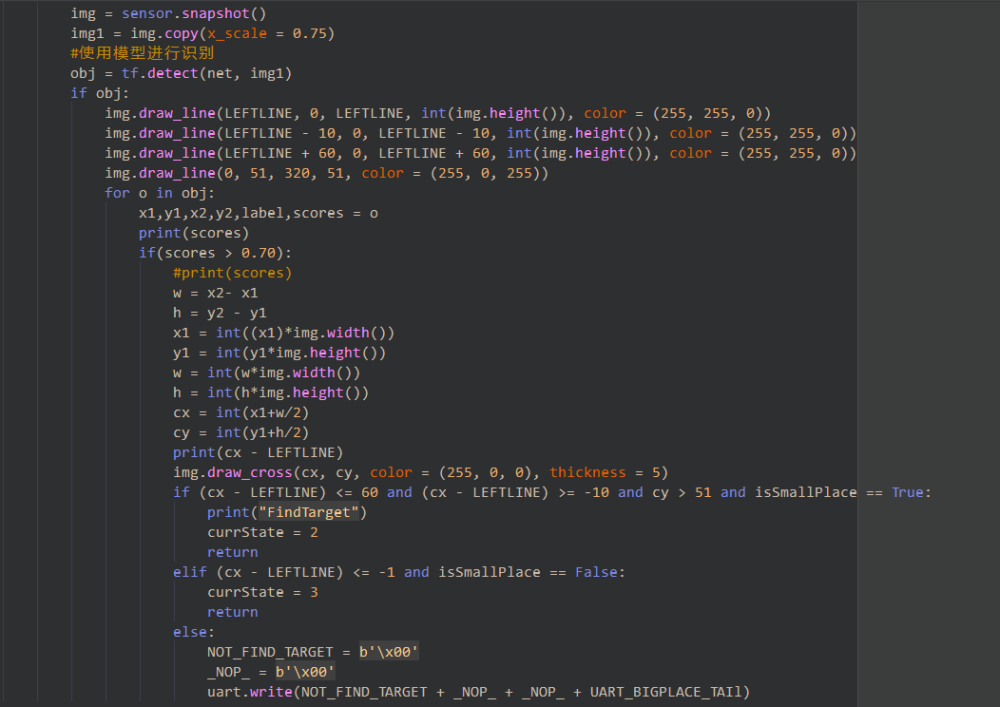 img = sensor.snapshot()
img1 = img.copy(x_scale = 0.75)
#使用模型进行识别
obj = tf.detect(net, img1)
if obj:
img.draw_line(LEFTLINE, 0, LEFTLINE, int(img.height()), color = (255, 255, 0))
img.draw_line(LEFTLINE - 10, 0, LEFTLINE - 10, int(img.height()), color = (255, 255, 0))
img.draw_line(LEFTLINE + 60, 0, LEFTLINE + 60, int(img.height()), color = (255, 255, 0))
img.draw_line(0, 51, 320, 51, color = (255, 0, 255))
for o in obj:
x1,y1,x2,y2,label,scores = o
print(scores)
if(scores > 0.70):
#print(scores)
w = x2- x1
h = y2 - y1
x1 = int((x1)*img.width())
y1 = int(y1*img.height())
w = int(w*img.width())
h = int(h*img.height())
cx = int(x1+w/2)
cy = int(y1+h/2)
print(cx - LEFTLINE)
img.draw_cross(cx, cy, color = (255, 0, 0), thickness = 5)
if (cx - LEFTLINE) <= 60 and (cx - LEFTLINE) >= -10 and cy > 51 and isSmallPlace == True:
print("FindTarget")
currState = 2
return
elif (cx - LEFTLINE) <= -1 and isSmallPlace == False:
currState = 3
return
else:
NOT_FIND_TARGET = b'\x00'
_NOP_ = b'\x00'
uart.write(NOT_FIND_TARGET + _NOP_ + _NOP_ + UART_BIGPLACE_TAIl)